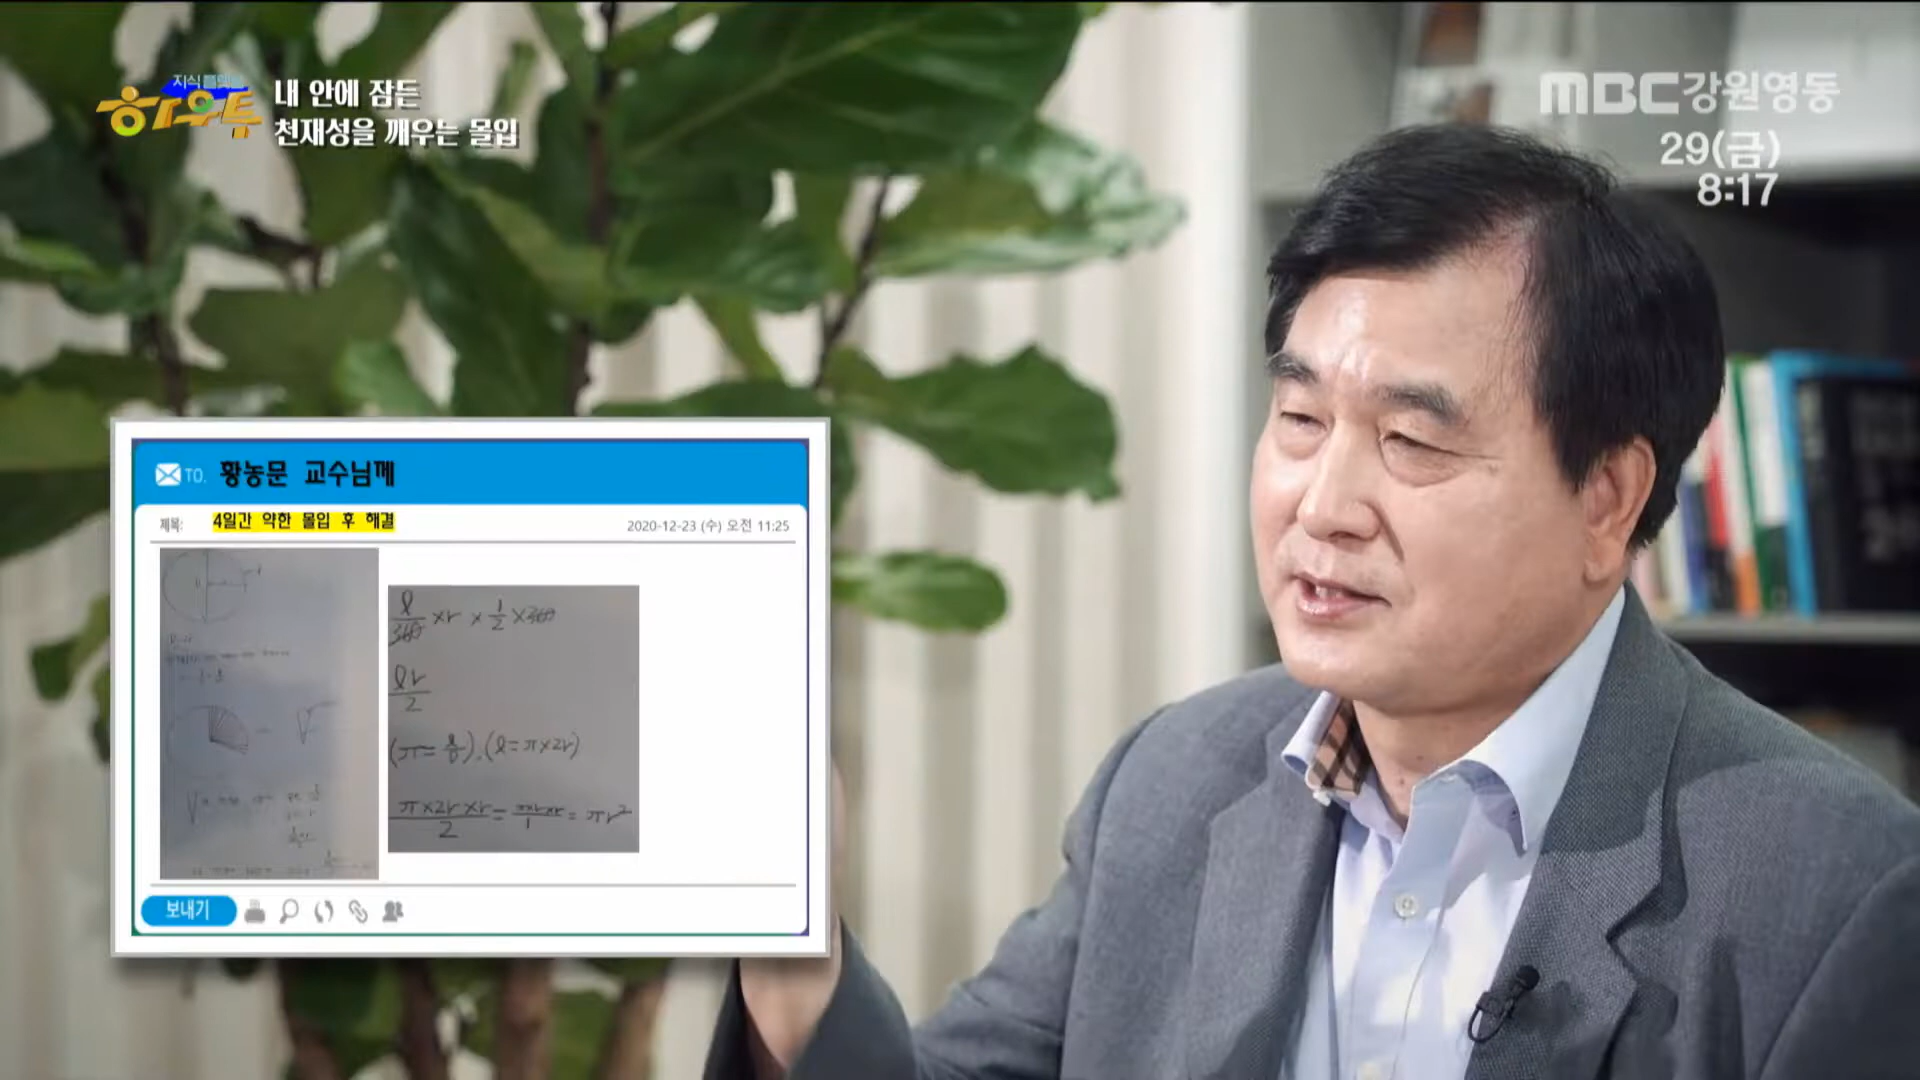 지식 플랫폼
하우투
내 안에 잠든
천재성을 깨우는 몰입
MBC강원영동
29(금)
8:17
TO. 황농문 교수님께
제목: 4일간 약한 몰입 후 해결
2020-12-23 (수) 오전 11:25
ℓ/360 ×r × 1/2 ×360
ℓr/2
(π= ℓ/D), (ℓ=π×2r)
π×2r×r/2 = π×r×r/1 = πr²
보내기